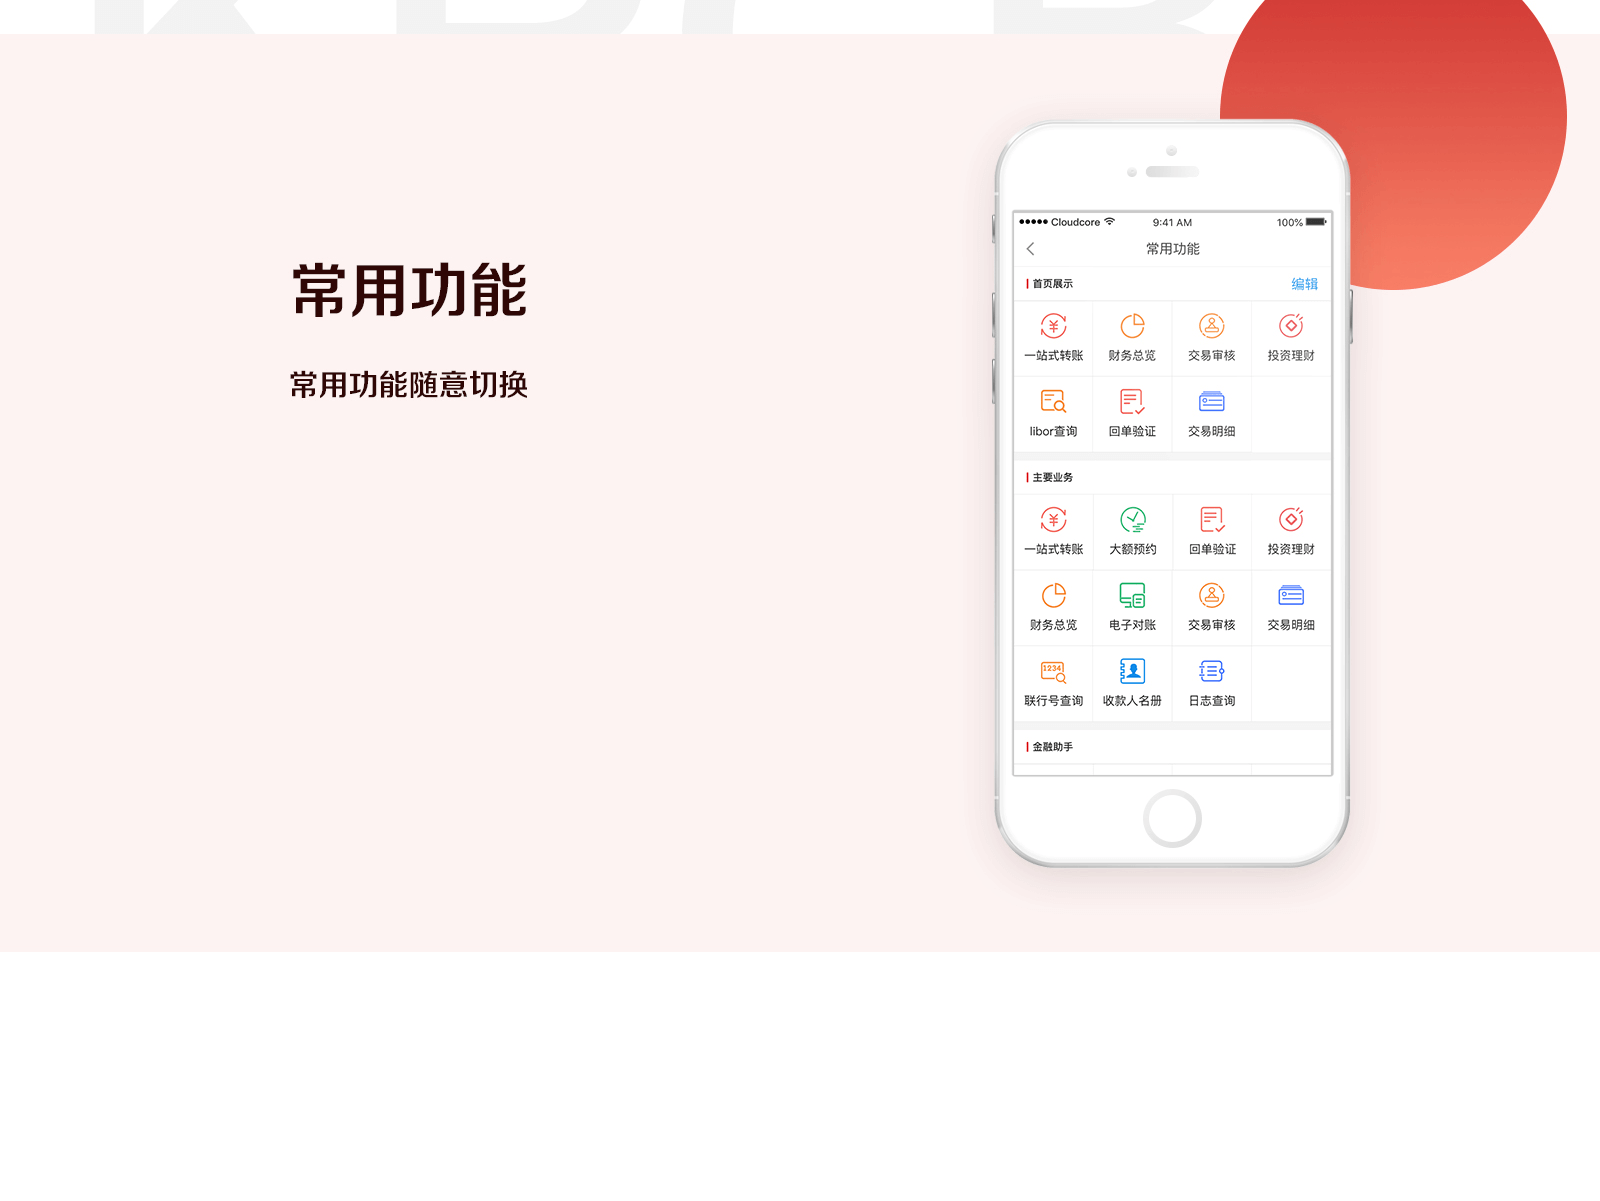 常用功能
常用功能随意切换
Cloudcore 9:41 AM 100%
常用功能
首页展示 编辑
一站式转账 财务总览 交易审核 投资理财
libor查询 回单验证 交易明细
主要业务
一站式转账 大额预约 回单验证 投资理财
财务总览 电子对账 交易审核 交易明细
1234
联行号查询 收款人名册 日志查询
金融助手